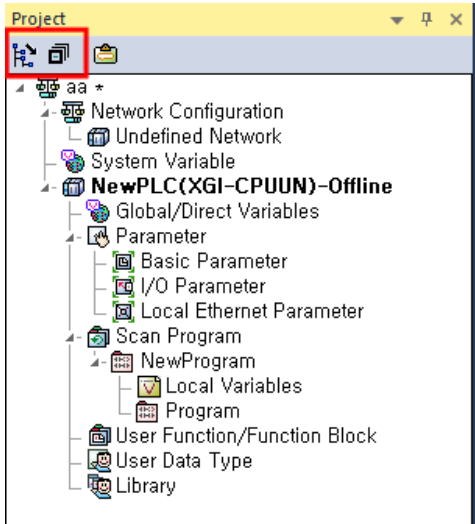 Project
aa *
Network Configuration
Undefined Network
System Variable
NewPLC(XGI-CPUUN)-Offline
Global/Direct Variables
Parameter
Basic Parameter
I/O Parameter
Local Ethernet Parameter
Scan Program
NewProgram
Local Variables
Program
User Function/Function Block
User Data Type
Library